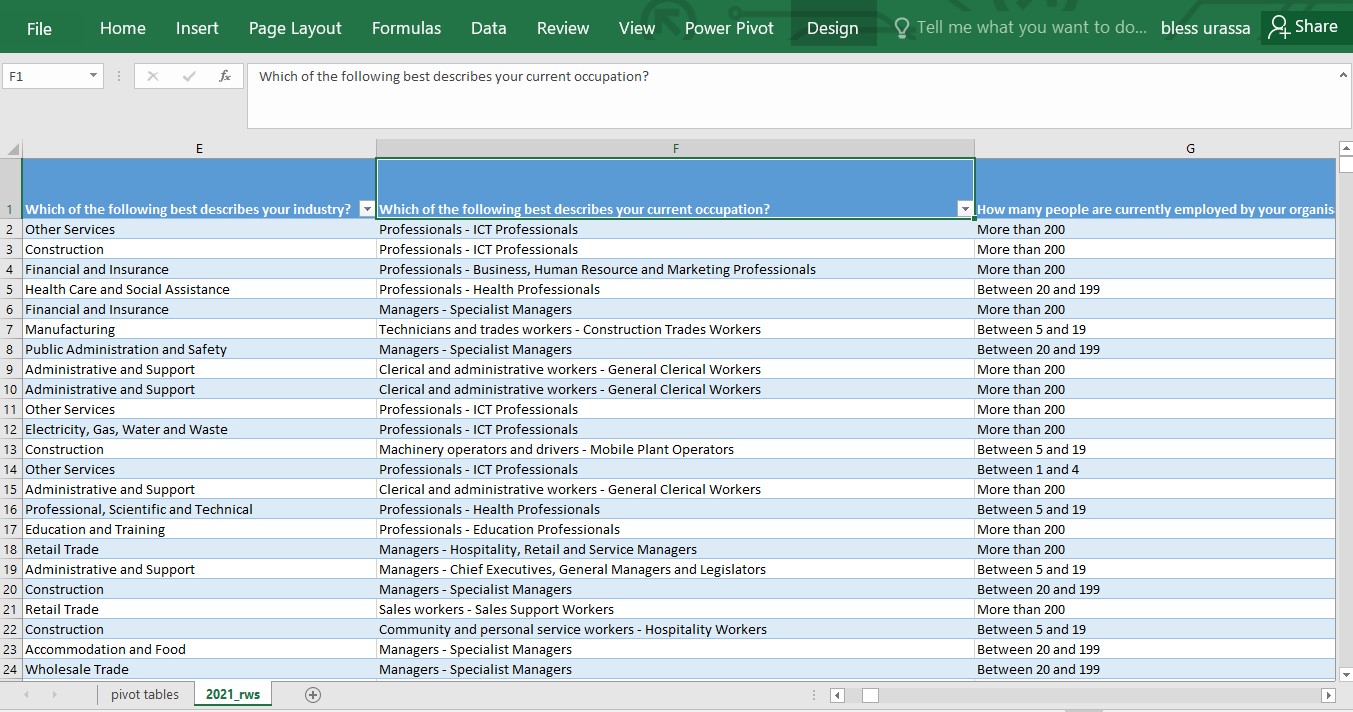 File Home Insert Page Layout Formulas Data Review View Power Pivot Design Tell me what you want to do... bless urassa Share
F1 fx Which of the following best describes your current occupation?
E F G
1 Which of the following best describes your industry? Which of the following best describes your current occupation? How many people are currently employed by your organis
2 Other Services Professionals - ICT Professionals More than 200
3 Construction Professionals - ICT Professionals More than 200
4 Financial and Insurance Professionals - Business, Human Resource and Marketing Professionals More than 200
5 Health Care and Social Assistance Professionals - Health Professionals Between 20 and 199
6 Financial and Insurance Managers - Specialist Managers More than 200
7 Manufacturing Technicians and trades workers - Construction Trades Workers Between 5 and 19
8 Public Administration and Safety Managers - Specialist Managers Between 20 and 199
9 Administrative and Support Clerical and administrative workers - General Clerical Workers More than 200
10 Administrative and Support Clerical and administrative workers - General Clerical Workers More than 200
11 Other Services Professionals - ICT Professionals More than 200
12 Electricity, Gas, Water and Waste Professionals - ICT Professionals More than 200
13 Construction Machinery operators and drivers - Mobile Plant Operators Between 5 and 19
14 Other Services Professionals - ICT Professionals Between 1 and 4
15 Administrative and Support Clerical and administrative workers - General Clerical Workers More than 200
16 Professional, Scientific and Technical Professionals - Health Professionals Between 5 and 19
17 Education and Training Professionals - Education Professionals More than 200
18 Retail Trade Managers - Hospitality, Retail and Service Managers More than 200
19 Administrative and Support Managers - Chief Executives, General Managers and Legislators Between 5 and 19
20 Construction Managers - Specialist Managers Between 20 and 199
21 Retail Trade Sales workers - Sales Support Workers More than 200
22 Construction Community and personal service workers - Hospitality Workers Between 5 and 19
23 Accommodation and Food Managers - Specialist Managers Between 20 and 199
24 Wholesale Trade Managers - Specialist Managers Between 20 and 199
pivot tables 2021_rws